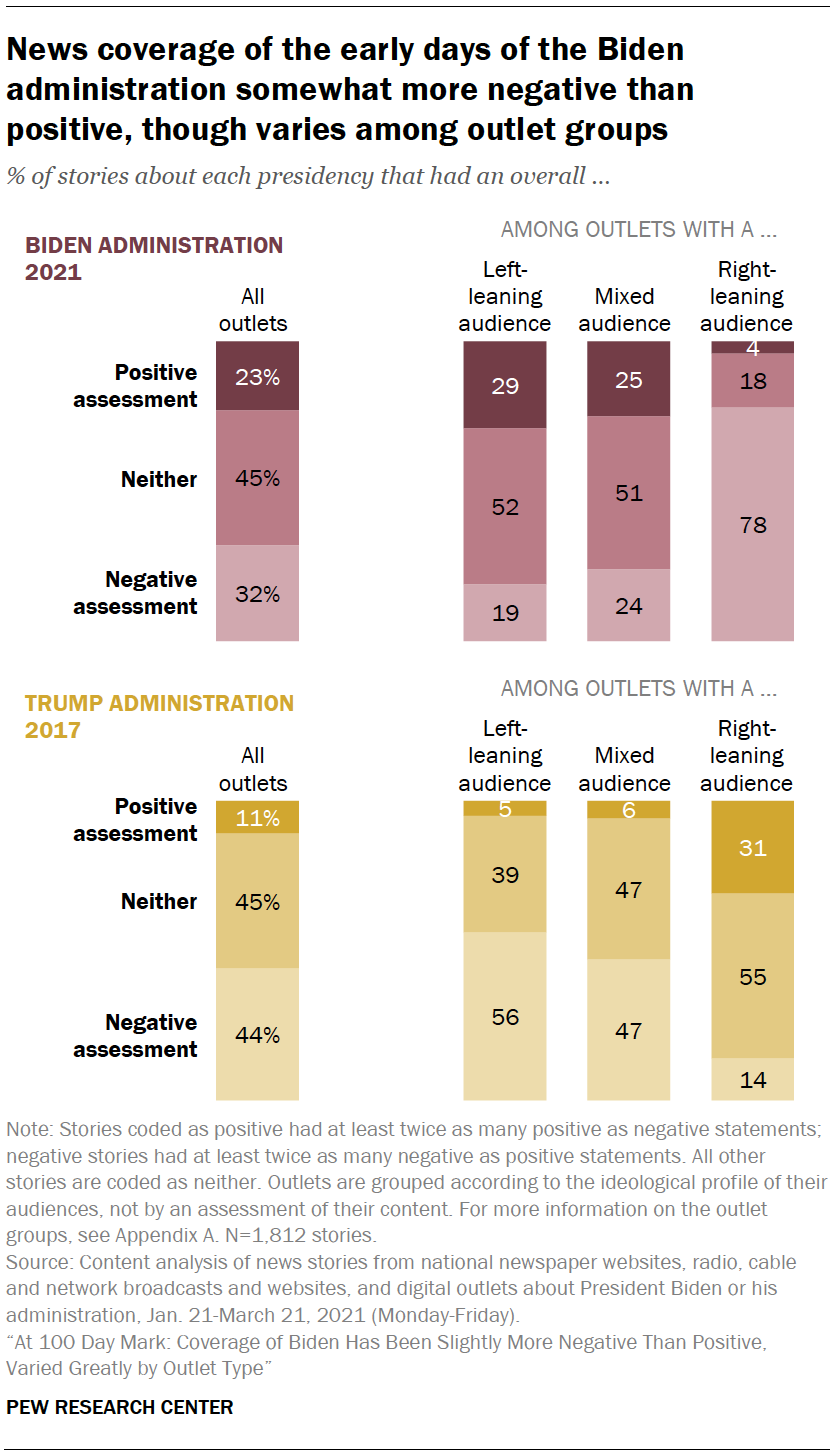 News coverage of the early days of the Biden
administration somewhat more negative than
positive, though varies among outlet groups
% of stories about each presidency that had an overall ...
BIDEN ADMINISTRATION
2021
AMONG OUTLETS WITH A ...
All
outlets
Left-
leaning
audience
Mixed
audience
Right-
leaning
audience
Positive
assessment
23%
29
25
4
Neither
45%
52
51
18
Negative
assessment
32%
19
24
78
TRUMP ADMINISTRATION
2017
AMONG OUTLETS WITH A ...
All
outlets
Left-
leaning
audience
Mixed
audience
Right-
leaning
audience
Positive
assessment
11%
5
6
31
Neither
45%
39
47
55
Negative
assessment
44%
56
47
14
Note: Stories coded as positive had at least twice as many positive as negative statements;
negative stories had at least twice as many negative as positive statements. All other
stories are coded as neither. Outlets are grouped according to the ideological profile of their
audiences, not by an assessment of their content. For more information on the outlet
groups, see Appendix A. N=1,812 stories.
Source: Content analysis of news stories from national newspaper websites, radio, cable
and network broadcasts and websites, and digital outlets about President Biden or his
administration, Jan. 21-March 21, 2021 (Monday-Friday).
“At 100 Day Mark: Coverage of Biden Has Been Slightly More Negative Than Positive,
Varied Greatly by Outlet Type”
PEW RESEARCH CENTER